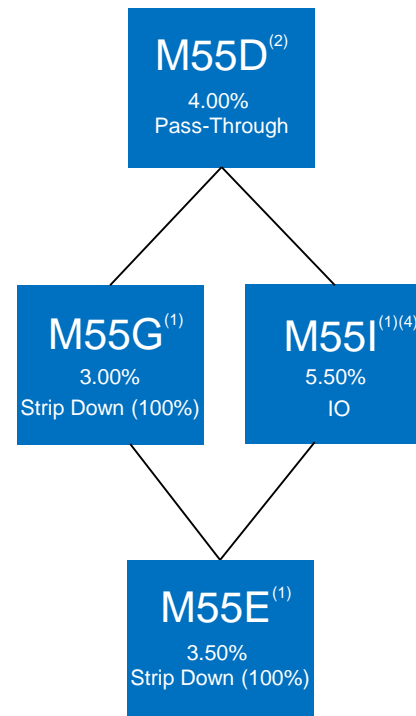 M55D(2)
4.00%
Pass-Through
M55G(1)
3.00%
Strip Down (100%)
M55I(1)(4)
5.50%
IO
M55E(1)
3.50%
Strip Down (100%)